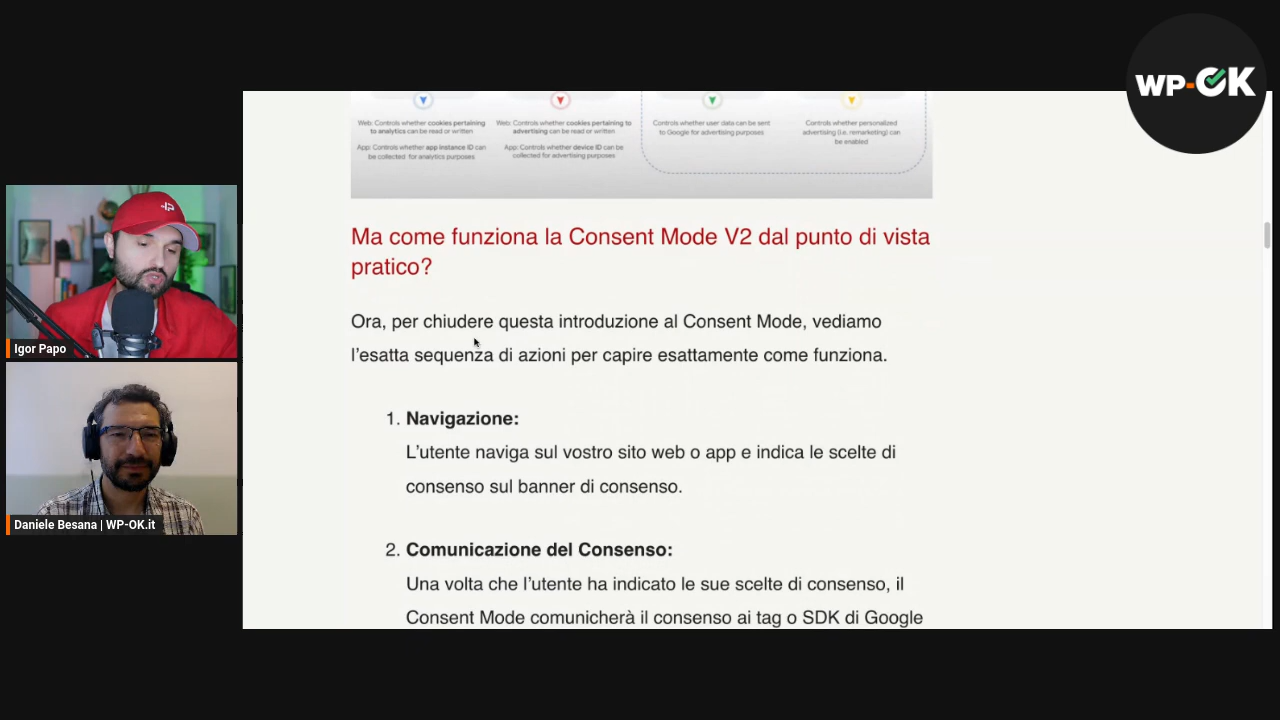 WP-OK
Web: Controls whether cookies pertaining
to analytics can be read or written
App: Controls whether app instance ID can
be collected for analytics purposes
Web: Controls whether cookies pertaining to
advertising can be read or written
App: Controls whether device ID can be
collected for advertising purposes
Controls whether user data can be sent
to Google for advertising purposes
Controls whether personalized
advertising (i.e. remarketing) can
be enabled
Ma come funziona la Consent Mode V2 dal punto di vista
pratico?
Ora, per chiudere questa introduzione al Consent Mode, vediamo
l'esatta sequenza di azioni per capire esattamente come funziona.
1. Navigazione:
L'utente naviga sul vostro sito web o app e indica le scelte di
consenso sul banner di consenso.
2. Comunicazione del Consenso:
Una volta che l'utente ha indicato le sue scelte di consenso, il
Consent Mode comunicherà il consenso ai tag o SDK di Google
Igor Papo
Daniele Besana | WP-OK.it